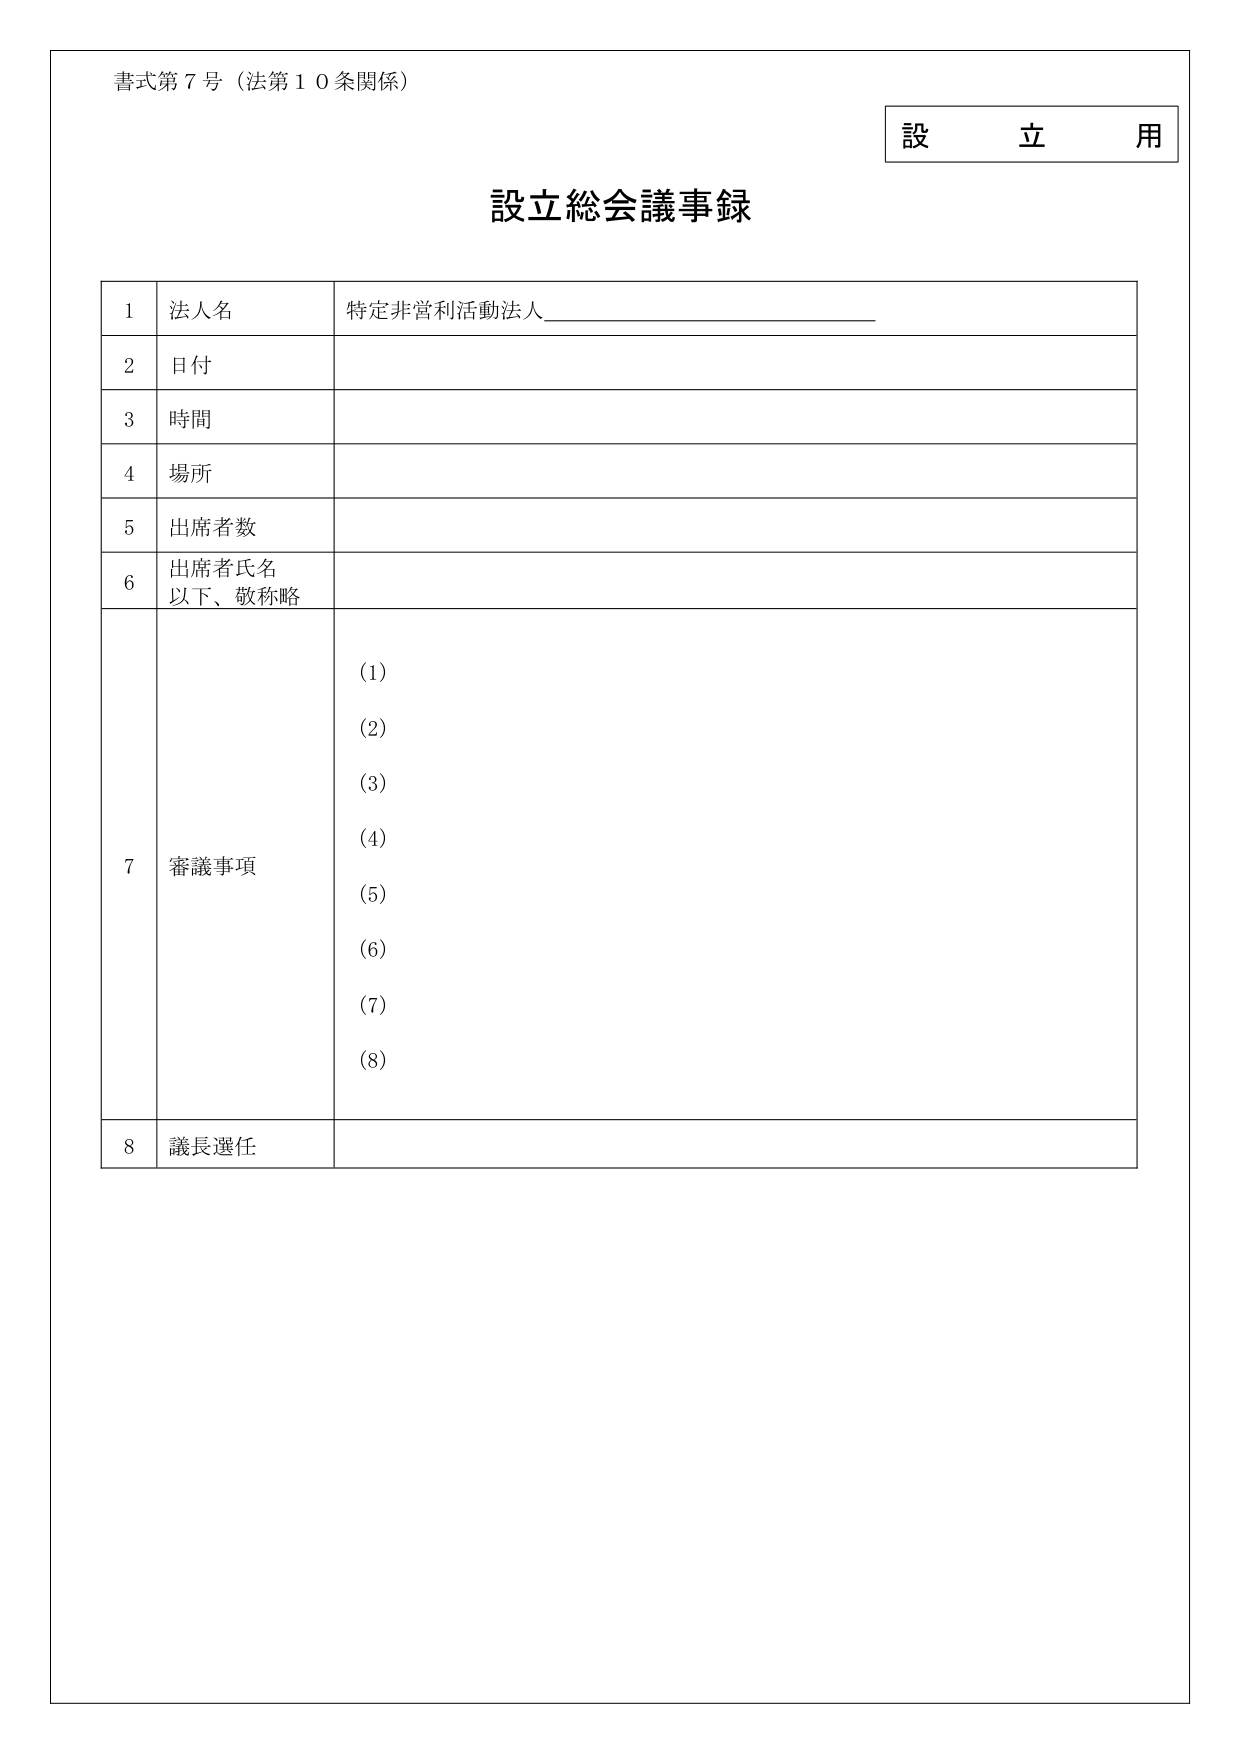 書式第７号（法第１０条関係）
設　立　用
設立総会議事録
1 法人名 特定非営利活動法人
2 日付
3 時間
4 場所
5 出席者数
6 出席者氏名
以下、敬称略
7 審議事項
(1)
(2)
(3)
(4)
(5)
(6)
(7)
(8)
8 議長選任